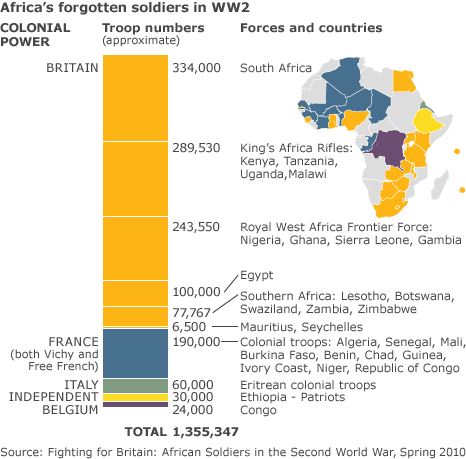 Africa's forgotten soldiers in WW2
COLONIAL POWER
Troop numbers (approximate)
Forces and countries
BRITAIN 334,000 South Africa
289,530 King's Africa Rifles:
Kenya, Tanzania,
Uganda,Malawi
243,550 Royal West Africa Frontier Force:
Nigeria, Ghana, Sierra Leone, Gambia
100,000 Egypt
77,767 Southern Africa: Lesotho, Botswana,
Swaziland, Zambia, Zimbabwe
6,500 Mauritius, Seychelles
FRANCE 190,000 Colonial troops: Algeria, Senegal, Mali,
(both Vichy and Burkina Faso, Benin, Chad, Guinea,
Free French) Ivory Coast, Niger, Republic of Congo
ITALY 60,000 Eritrean colonial troops
INDEPENDENT 30,000 Ethiopia - Patriots
BELGIUM 24,000 Congo
TOTAL 1,355,347
Source: Fighting for Britain: African Soldiers in the Second World War, Spring 2010